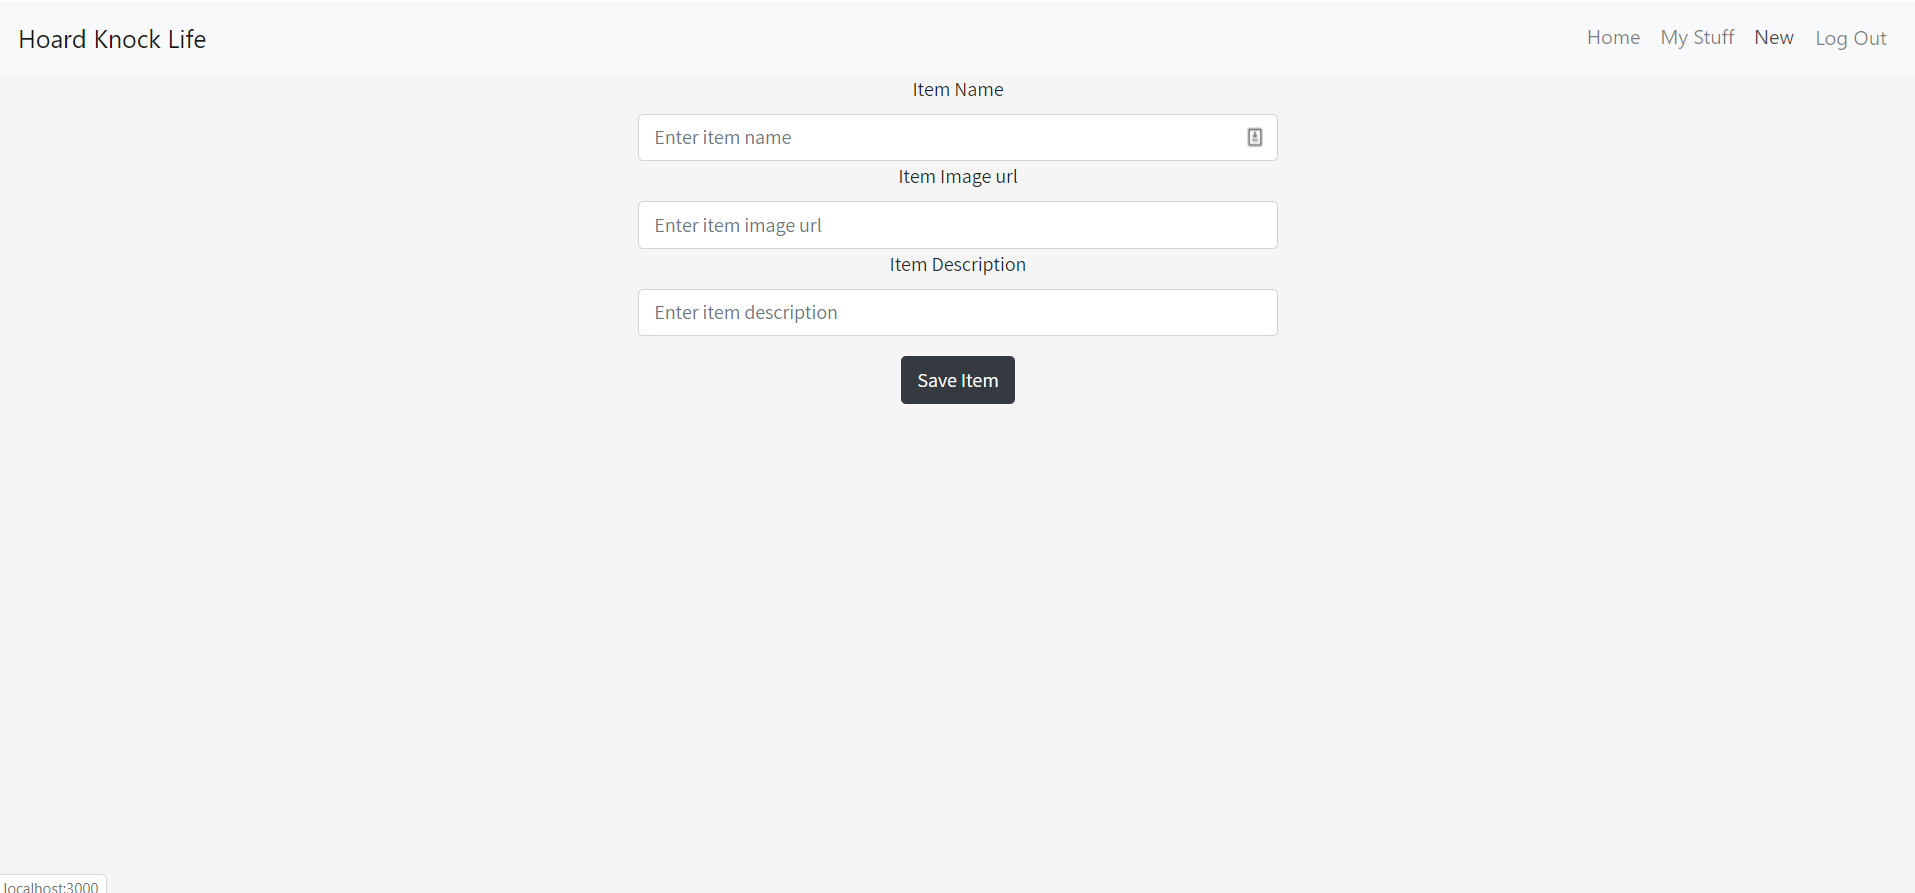 Hoard Knock Life
Home My Stuff New Log Out
Item Name
Enter item name
Item Image url
Enter item image url
Item Description
Enter item description
Save Item
localhost:3000